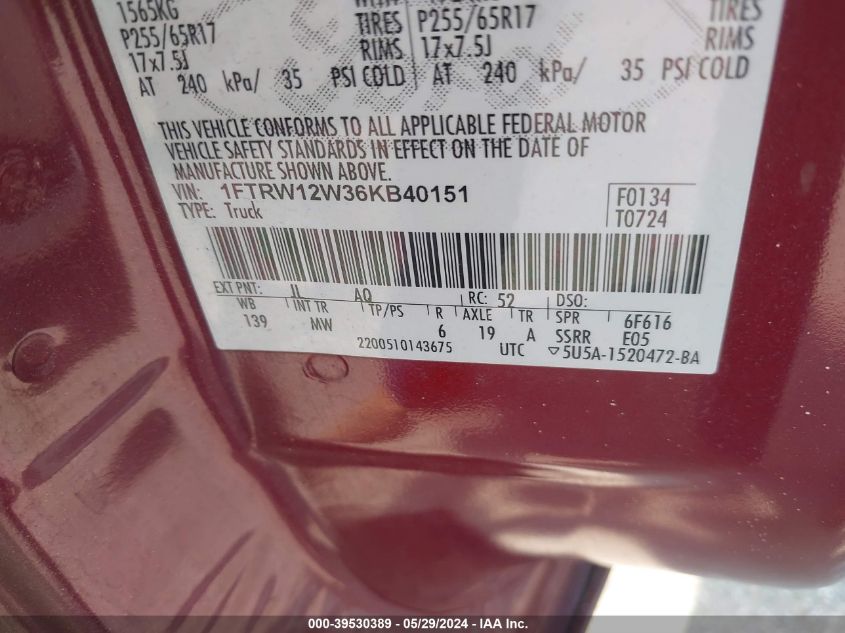 1565KG TIRES
P255/65R17 RIMS P255/65R17 TIRES
17x7.5J 17x7.5J RIMS
AT 240 kPa/ 35 PSI COLD AT 240 kPa/ 35 PSI COLD
THIS VEHICLE CONFORMS TO ALL APPLICABLE FEDERAL MOTOR
VEHICLE SAFETY STANDARDS IN EFFECT ON THE DATE OF
MANUFACTURE SHOWN ABOVE.
VIN: 1FTRW12W36KB40151
TYPE: Truck
F0134
T0724
EXT PNT: JL AQ RC: 52 DSO:
WB INT TR TP/PS R AXLE TR SPR 6F616
139 MW 6 19 A SSRR E05
2200510143675 UTC ▽5U5A-1520472-BA
000-39530389 - 05/29/2024 - IAA Inc.